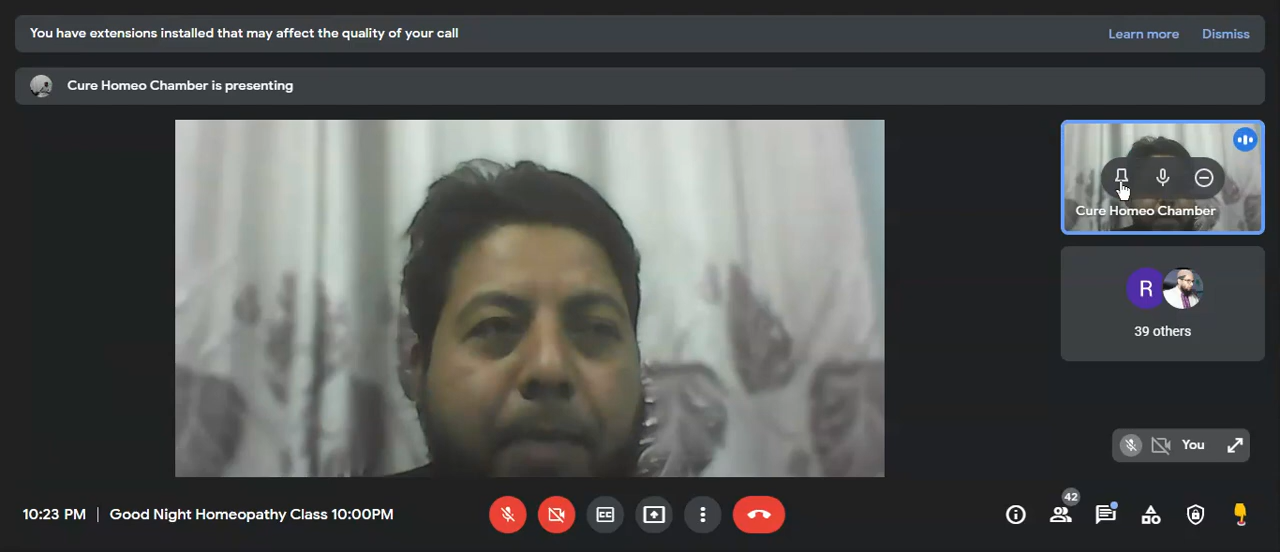 You have extensions installed that may affect the quality of your call
Learn more
Dismiss
Cure Homeo Chamber is presenting
Cure Homeo Chamber
R
39 others
You
10:23 PM | Good Night Homeopathy Class 10:00PM
CC
42